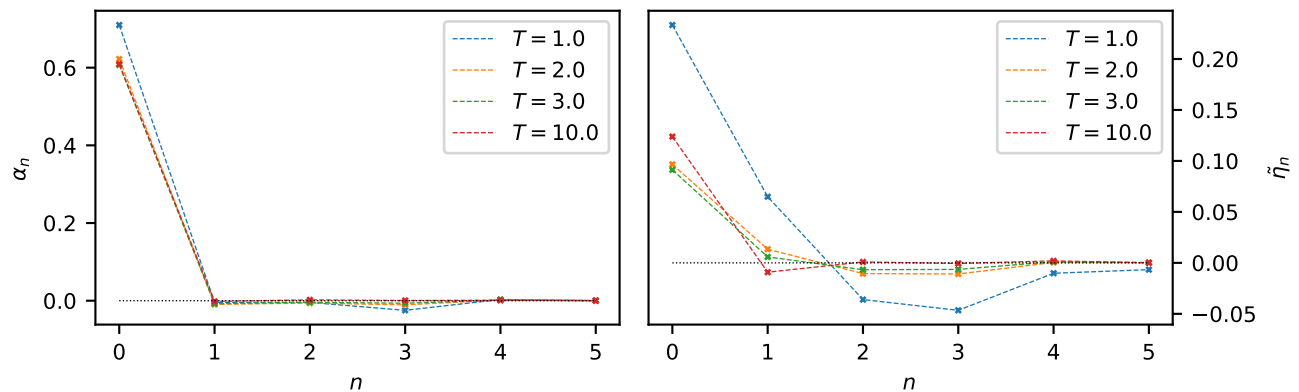 0.6
0.4
0.2
0.0
αₙ
0 1 2 3 4 5
n
T = 1.0
T = 2.0
T = 3.0
T = 10.0
T = 1.0
T = 2.0
T = 3.0
T = 10.0
0.20
0.15
0.10
0.05
0.00
−0.05
η̃ₙ
0 1 2 3 4 5
n